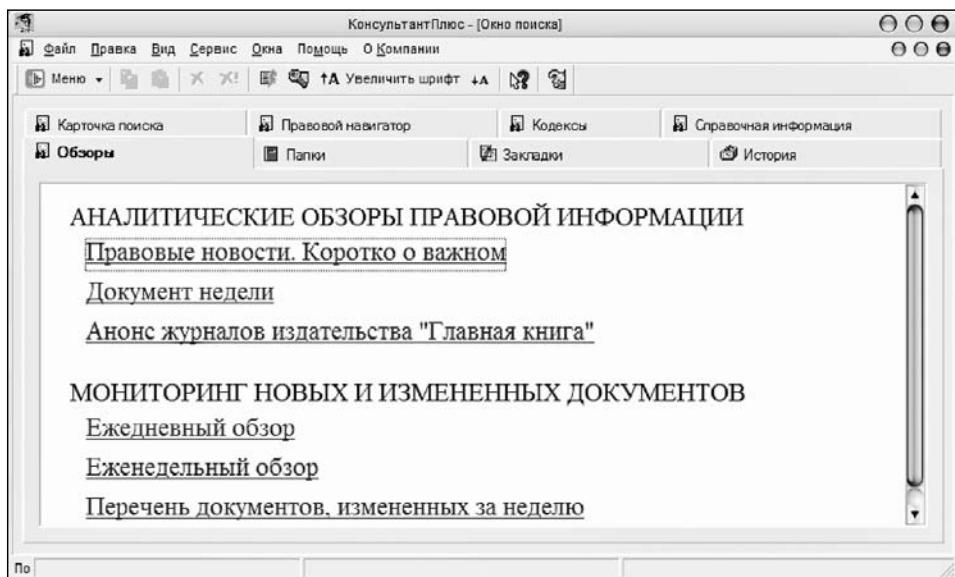 КонсультантПлюс - [Окно поиска]
Файл Правка Вид Сервис Окна Помощь О Компании
Меню Увеличить шрифт
Карточка поиска Правовой навигатор Кодексы Справочная информация
Обзоры Папки Закладки История
АНАЛИТИЧЕСКИЕ ОБЗОРЫ ПРАВОВОЙ ИНФОРМАЦИИ
Правовые новости. Коротко о важном
Документ недели
Анонс журналов издательства "Главная книга"
МОНИТОРИНГ НОВЫХ И ИЗМЕНЕННЫХ ДОКУМЕНТОВ
Ежедневный обзор
Еженедельный обзор
Перечень документов, измененных за неделю
По